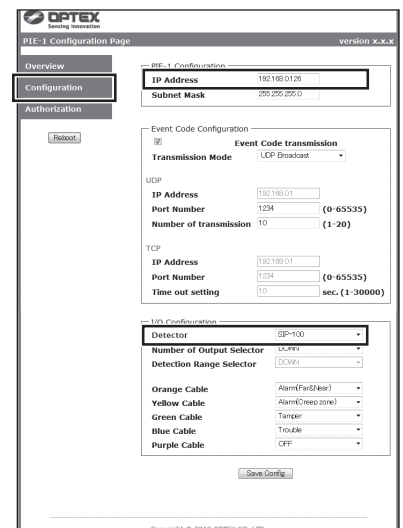 OPTEX
Sensing Innovation
PIE-1 Configuration Page version x.x.x
Overview
Configuration
Authorization
Reboot
PIE-1 Configuration
IP Address 192.168.0.126
Subnet Mask 255.255.255.0
Event Code Configuration
Event Code transmission
Transmission Mode UDP Broadcast
UDP
IP Address 192.168.0.1
Port Number 1234 (0-65535)
Number of transmission 10 (1-20)
TCP
IP Address 192.168.0.1
Port Number 1234 (0-65535)
Time out setting 10 sec. (1-30000)
I/O Configuration
Detector SIP-100
Number of Output Selector DOWN
Detection Range Selector DOWN
Orange Cable Alarm(Far&Near)
Yellow Cable Alarm(Creep zone)
Green Cable Tamper
Blue Cable Trouble
Purple Cable OFF
Save Config
Copyright © 2012 OPTEX CO.,LTD.